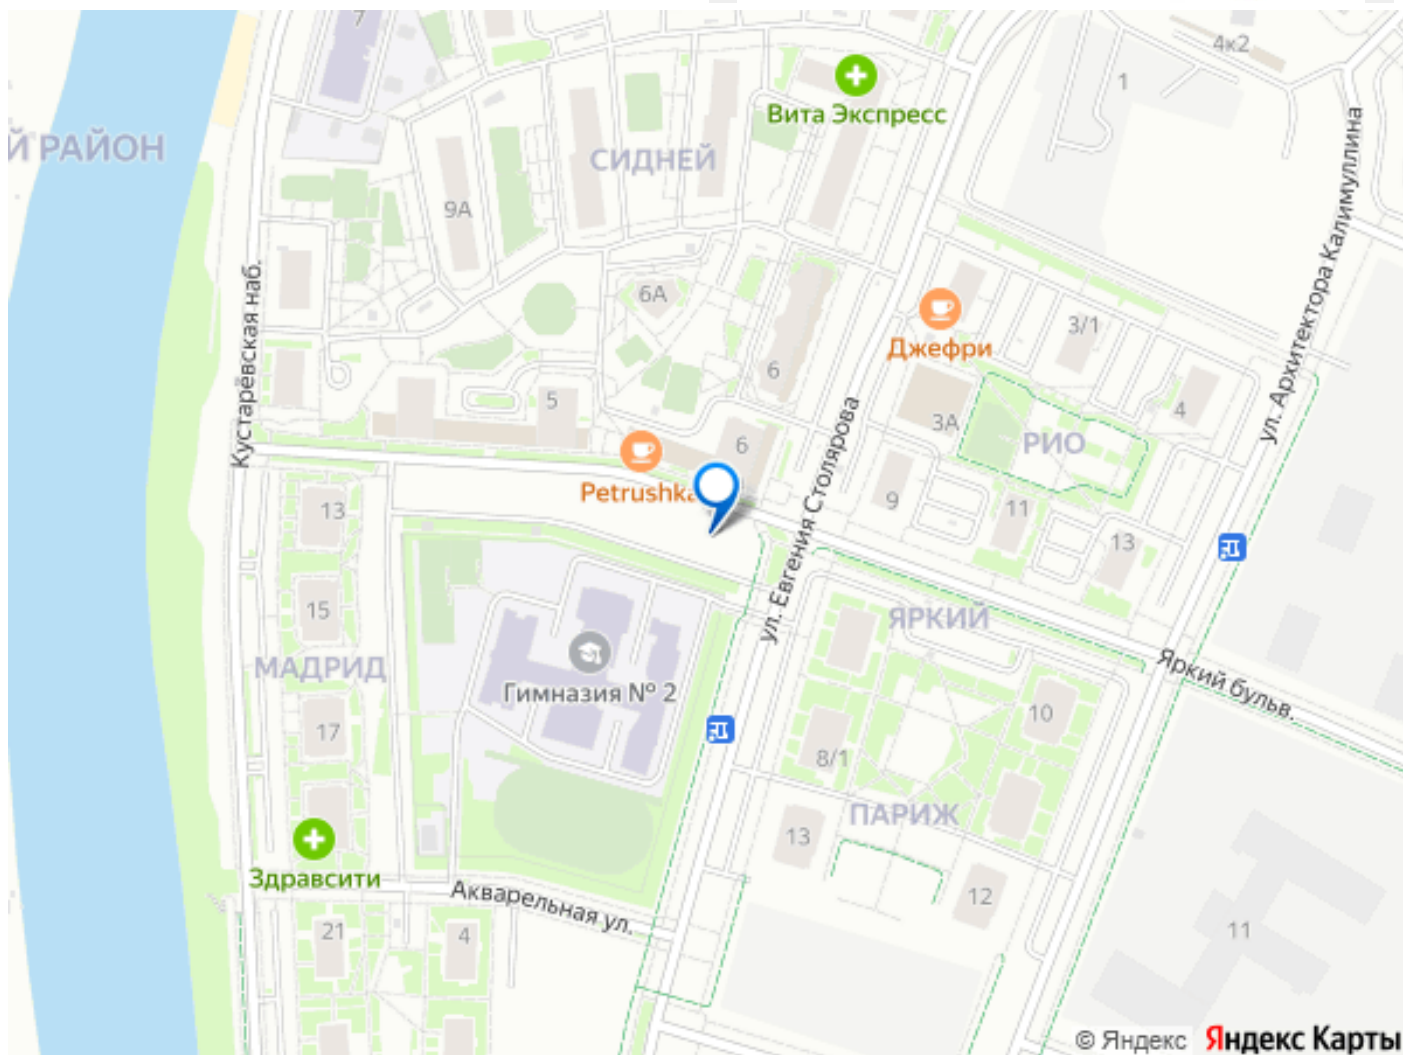 7
4к2
1
Вита Экспресс
Й РАЙОН
СИДНЕЙ
9А
ул. Архитектора Калимуллина
Кустарёвская наб.
6А
Джефри
3/1
6
5
3А
4
РИО
6
Petrushka
ул. Евгения Столярова
9
11
13
13
15
ЯРКИЙ
МАДРИД
Гимназия № 2
Яркий бульв.
17
10
8/1
ПАРИЖ
13
Здравсити
Акварельная ул.
12
21
4
11
© Яндекс
Яндекс Карты